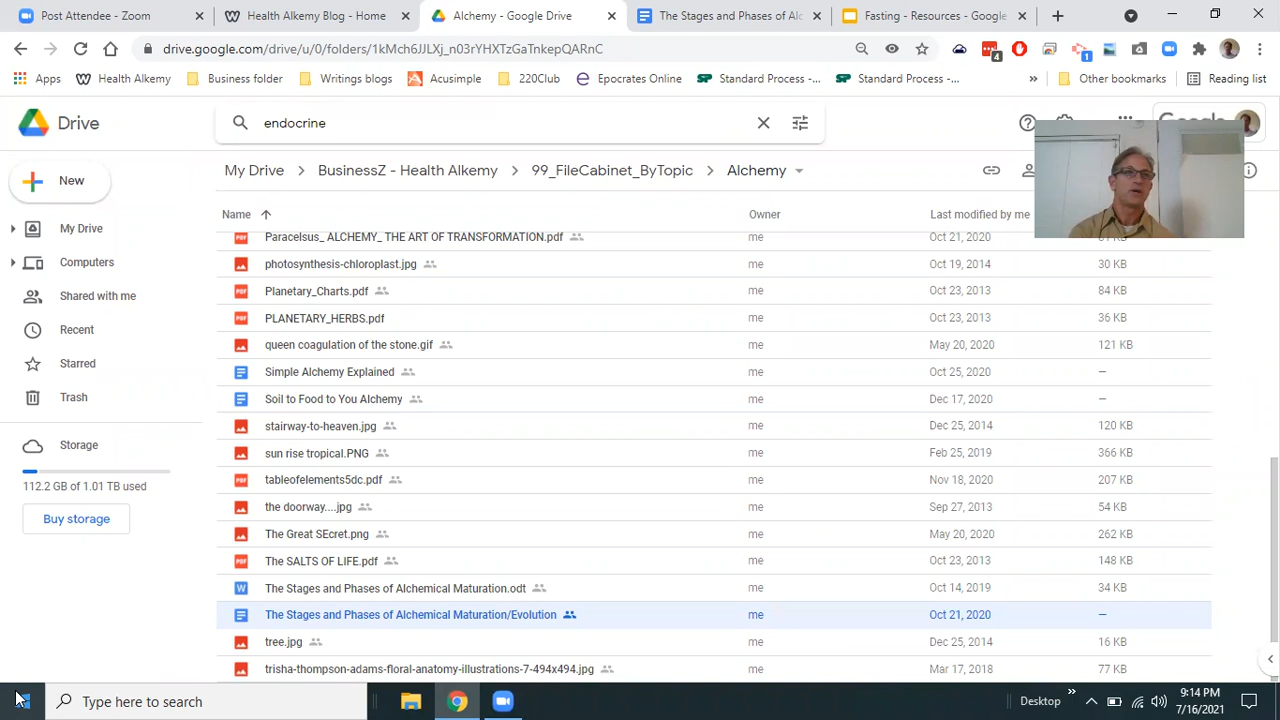 Post Attendee - Zoom
Health Alkemy Blog - Home
Alchemy - Google Drive
The Stages and Phases of Alc
Fasting - Resources - Google
drive.google.com/drive/u/0/folders/1kMch6JJLXj_n03rYHXTzGaTnkepQARnC
4
1
Apps
Health Alkemy
Business folder
Writings blogs
Acusimple
220Club
Epocrates Online
Standard Process -...
Standard Process -...
»
Other bookmarks
Reading list
Drive
endocrine
New
My Drive > BusinessZ - Health Alkemy > 99_FileCabinet_ByTopic > Alchemy
My Drive
Computers
Shared with me
Recent
Starred
Trash
Storage
112.2 GB of 1.01 TB used
Buy storage
Name Owner Last modified by me
Paracelsus_ ALCHEMY_ THE ART OF TRANSFORMATION.pdf me Oct 21, 2020 KB
photosynthesis-chloroplast.jpg me Oct 19, 2014 30 KB
Planetary_Charts.pdf me Oct 23, 2013 84 KB
PLANETARY_HERBS.pdf me Oct 23, 2013 36 KB
queen coagulation of the stone.gif me May 20, 2020 121 KB
Simple Alchemy Explained me Oct 25, 2020 —
Soil to Food to You Alchemy me Dec 17, 2020 —
stairway-to-heaven.jpg me Dec 25, 2014 120 KB
sun rise tropical.PNG me Feb 25, 2019 366 KB
tableofelements5dc.pdf me Nov 18, 2020 207 KB
the doorway....jpg me Sep 27, 2013 54 KB
The Great SEcret.png me May 20, 2020 262 KB
The SALTS OF LIFE.pdf me Oct 23, 2013 148 KB
The Stages and Phases of Alchemical Maturation.odt me Oct 14, 2019 34 KB
The Stages and Phases of Alchemical Maturation/Evolution me Oct 21, 2020 —
tree.jpg me Dec 25, 2014 16 KB
trisha-thompson-adams-floral-anatomy-illustrations-7-494x494.jpg me Mar 17, 2018 77 KB
Type here to search
Desktop
»
9:14 PM
7/16/2021